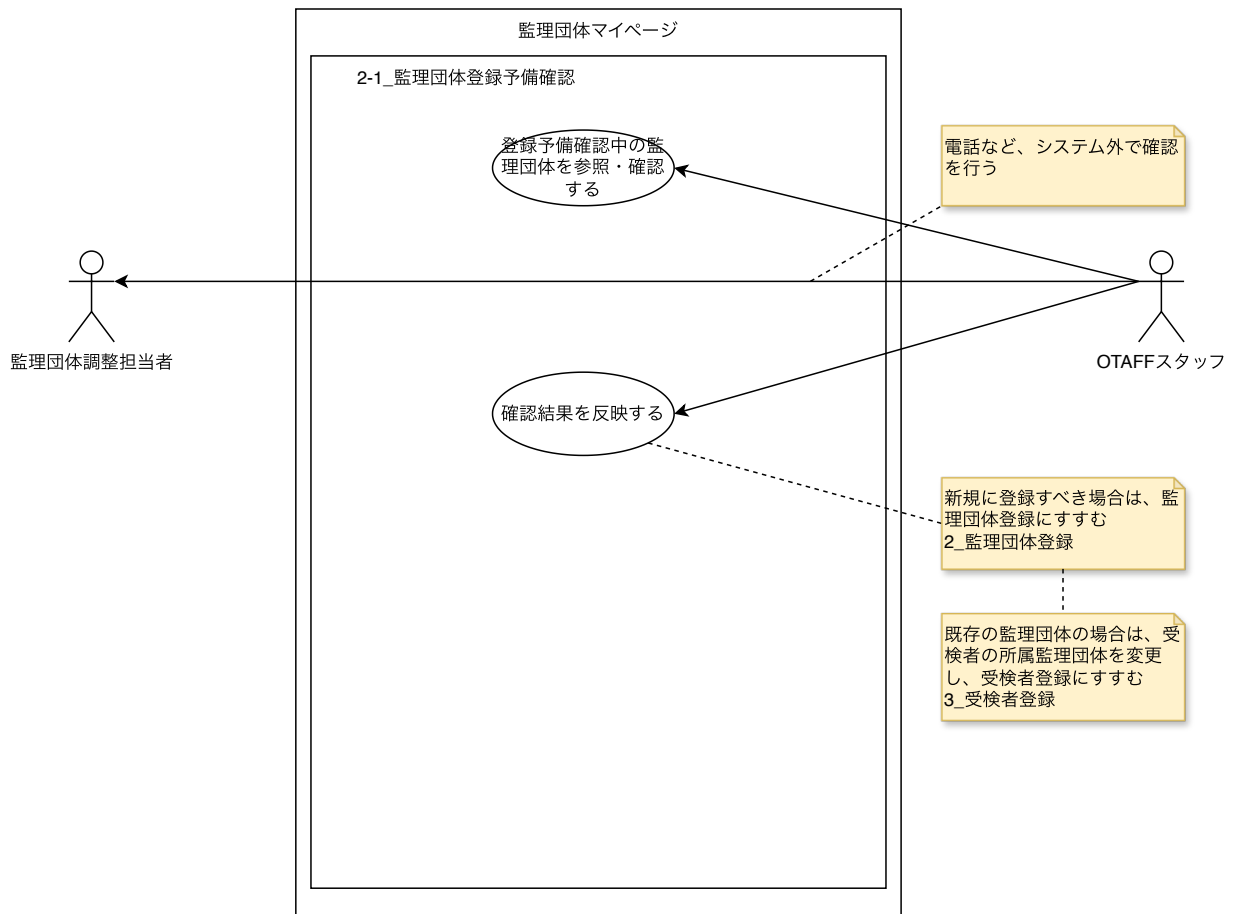 監理団体マイページ
2-1_監理団体登録予備確認
登録予備確認中の監
理団体を参照・確認
する
電話など、システム外で確認
を行う
監理団体調整担当者
OTAFFスタッフ
確認結果を反映する
新規に登録すべき場合は、監
理団体登録にすすむ
2_監理団体登録
既存の監理団体の場合は、受
検者の所属監理団体を変更
し、受検者登録にすすむ
3_受検者登録